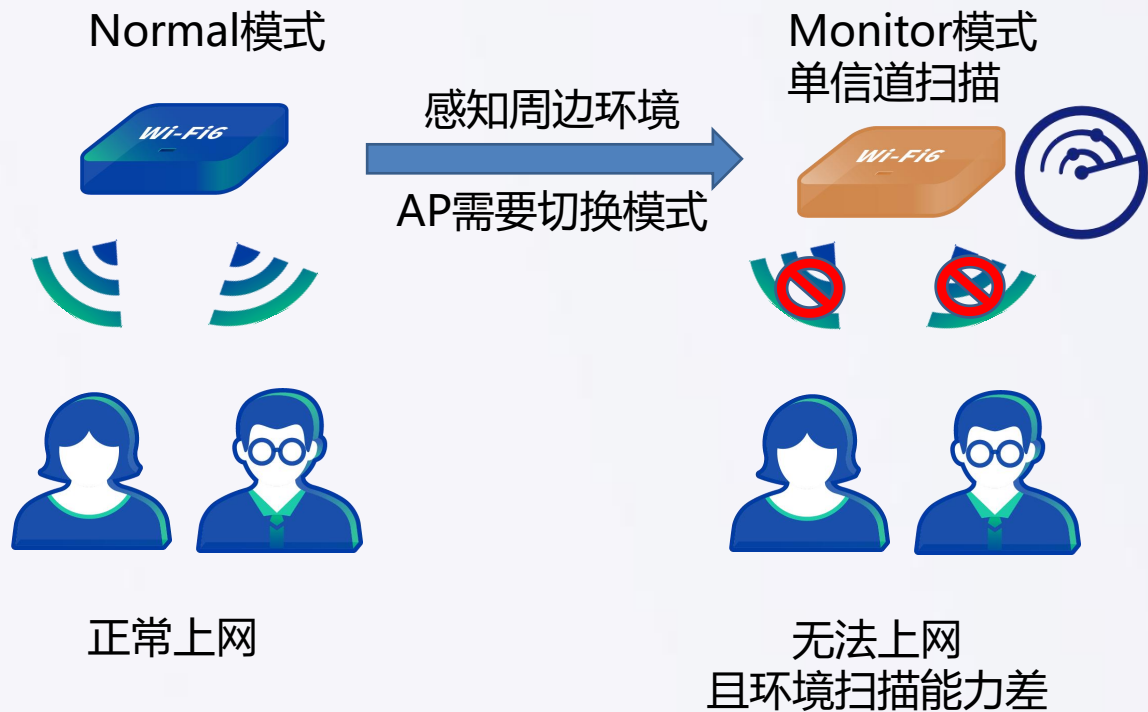 Normal模式
Monitor模式
单信道扫描
感知周边环境
AP需要切换模式
Wi-Fi6
Wi-Fi6
正常上网
无法上网
且环境扫描能力差